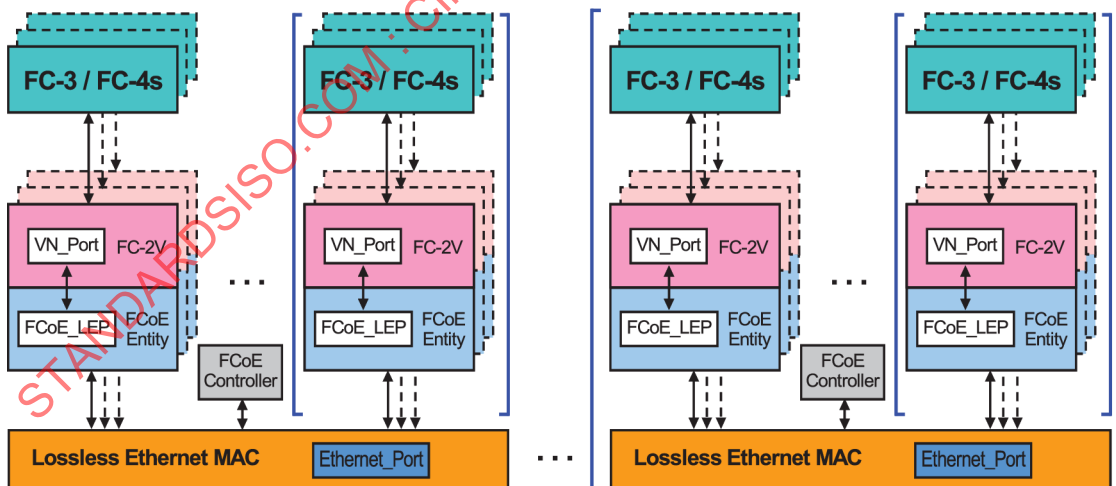 FC-3 / FC-4s
FC-3 / FC-4s
FC-3 / FC-4s
FC-3 / FC-4s
VN_Port
FC-2V
VN_Port
FC-2V
VN_Port
FC-2V
VN_Port
FC-2V
...
...
FCoE_LEP
FCoE
Entity
FCoE_LEP
FCoE
Entity
FCoE_LEP
FCoE
Entity
FCoE_LEP
FCoE
Entity
FCoE
Controller
FCoE
Controller
Lossless Ethernet MAC
Ethernet_Port
...
Lossless Ethernet MAC
Ethernet_Port
STANDARDSISO.COM :